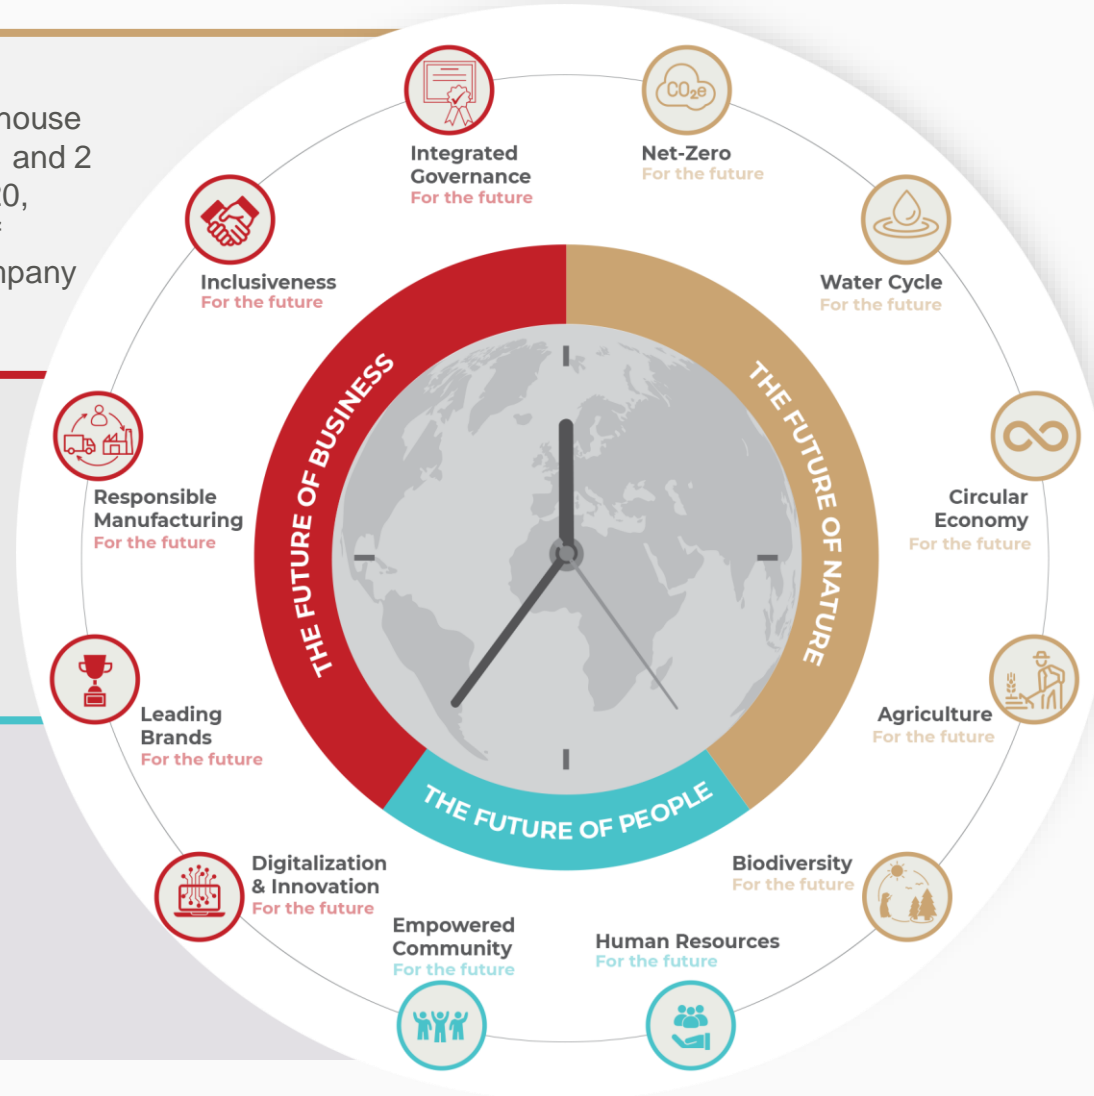 house
and 2
20,
mpany
Integrated
Governance
For the future
Net-Zero
For the future
CO₂e
Inclusiveness
For the future
Water Cycle
For the future
Responsible
Manufacturing
For the future
Circular
Economy
For the future
Leading
Brands
For the future
Agriculture
For the future
Digitalization
& Innovation
For the future
Biodiversity
For the future
Empowered
Community
For the future
Human Resources
For the future
THE FUTURE OF BUSINESS
THE FUTURE OF NATURE
THE FUTURE OF PEOPLE